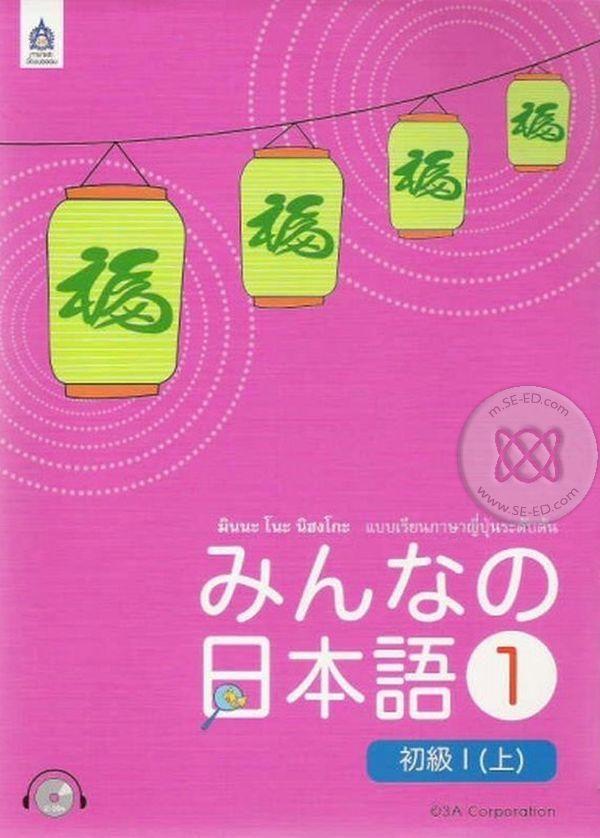 福
福
福
福
m.SE-ED.com
www.SE-ED.com
มินนะ โนะ นิฮงโกะ แบบเรียนภาษาญี่ปุ่นระดับต้น
みんなの
日本語 1
初級 I (上)
©3A Corporation